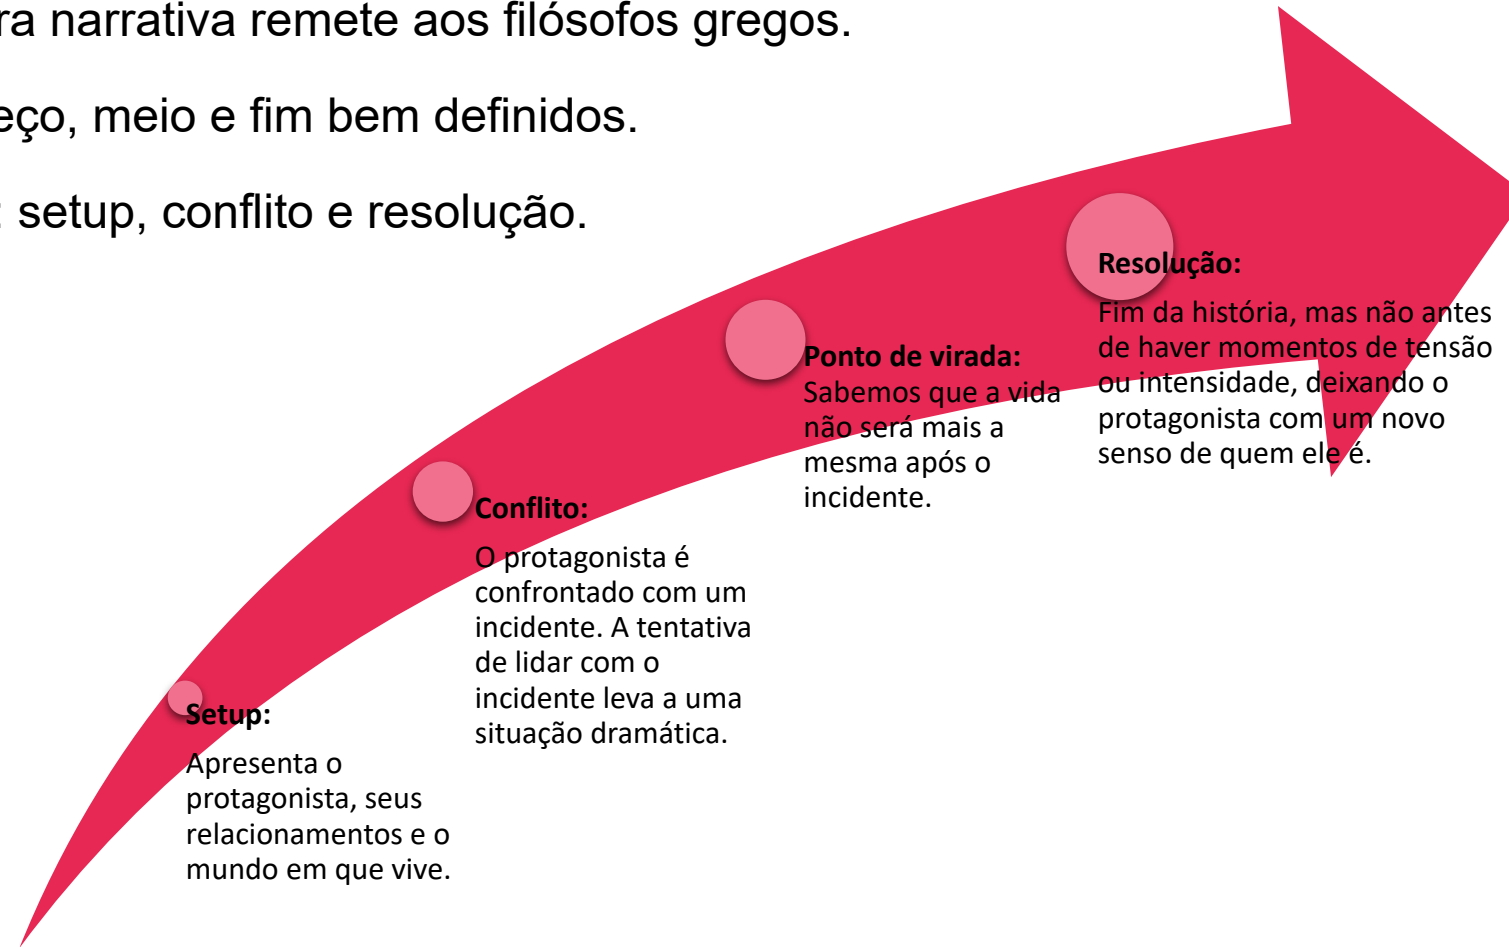 ra narrativa remete aos filósofos gregos.
eço, meio e fim bem definidos.
: setup, conflito e resolução.
Setup:
Apresenta o
protagonista, seus
relacionamentos e o
mundo em que vive.
Conflito:
O protagonista é
confrontado com um
incidente. A tentativa
de lidar com o
incidente leva a uma
situação dramática.
Ponto de virada:
Sabemos que a vida
não será mais a
mesma após o
incidente.
Resolução:
Fim da história, mas não antes
de haver momentos de tensão
ou intensidade, deixando o
protagonista com um novo
senso de quem ele é.